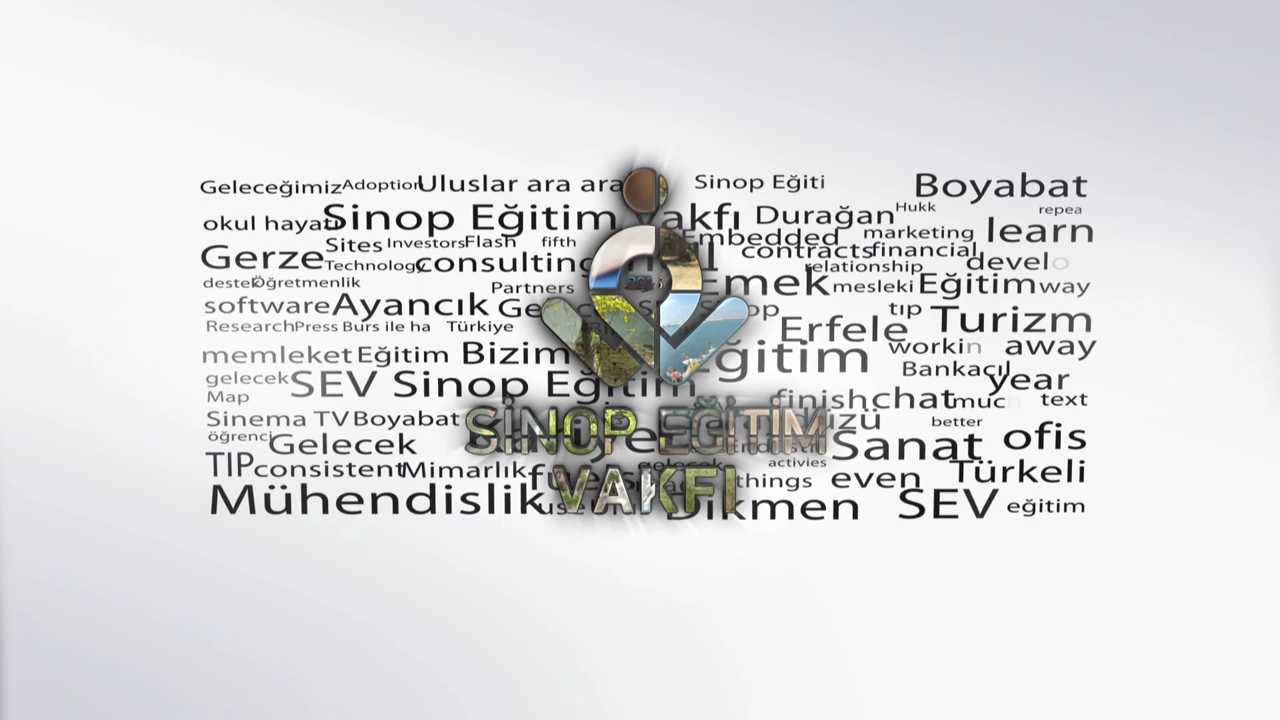 Geleceğimiz Adoption Uluslar ara ara Sinop Eğiti Boyabat
okul hayatı Sinop Eğitim Vakfı Durağan Hukk repea
Sites Investors Flash fifth Embedded marketing learn
Gerze Technology consulting contracts financial
relationship develo
destek öğretmenlik Partners Emek mesleki Eğitim way
software Ayancık tıp Turizm
Research Press Burs ile ha Türkiye Erfele
memleket Eğitim Bizim eğitim workin away
gelecek SEV Sinop Eğitim Bankacıl year
Map finish chat muc text
Sinema TV Boyabat SİNOP EĞİTİM better
öğrenci Gelecek Sanat ofis
TIP consistent Mimarlık gelecek activies Türkeli
VAKFI things even
Mühendislik Dikmen SEV eğitim
2016